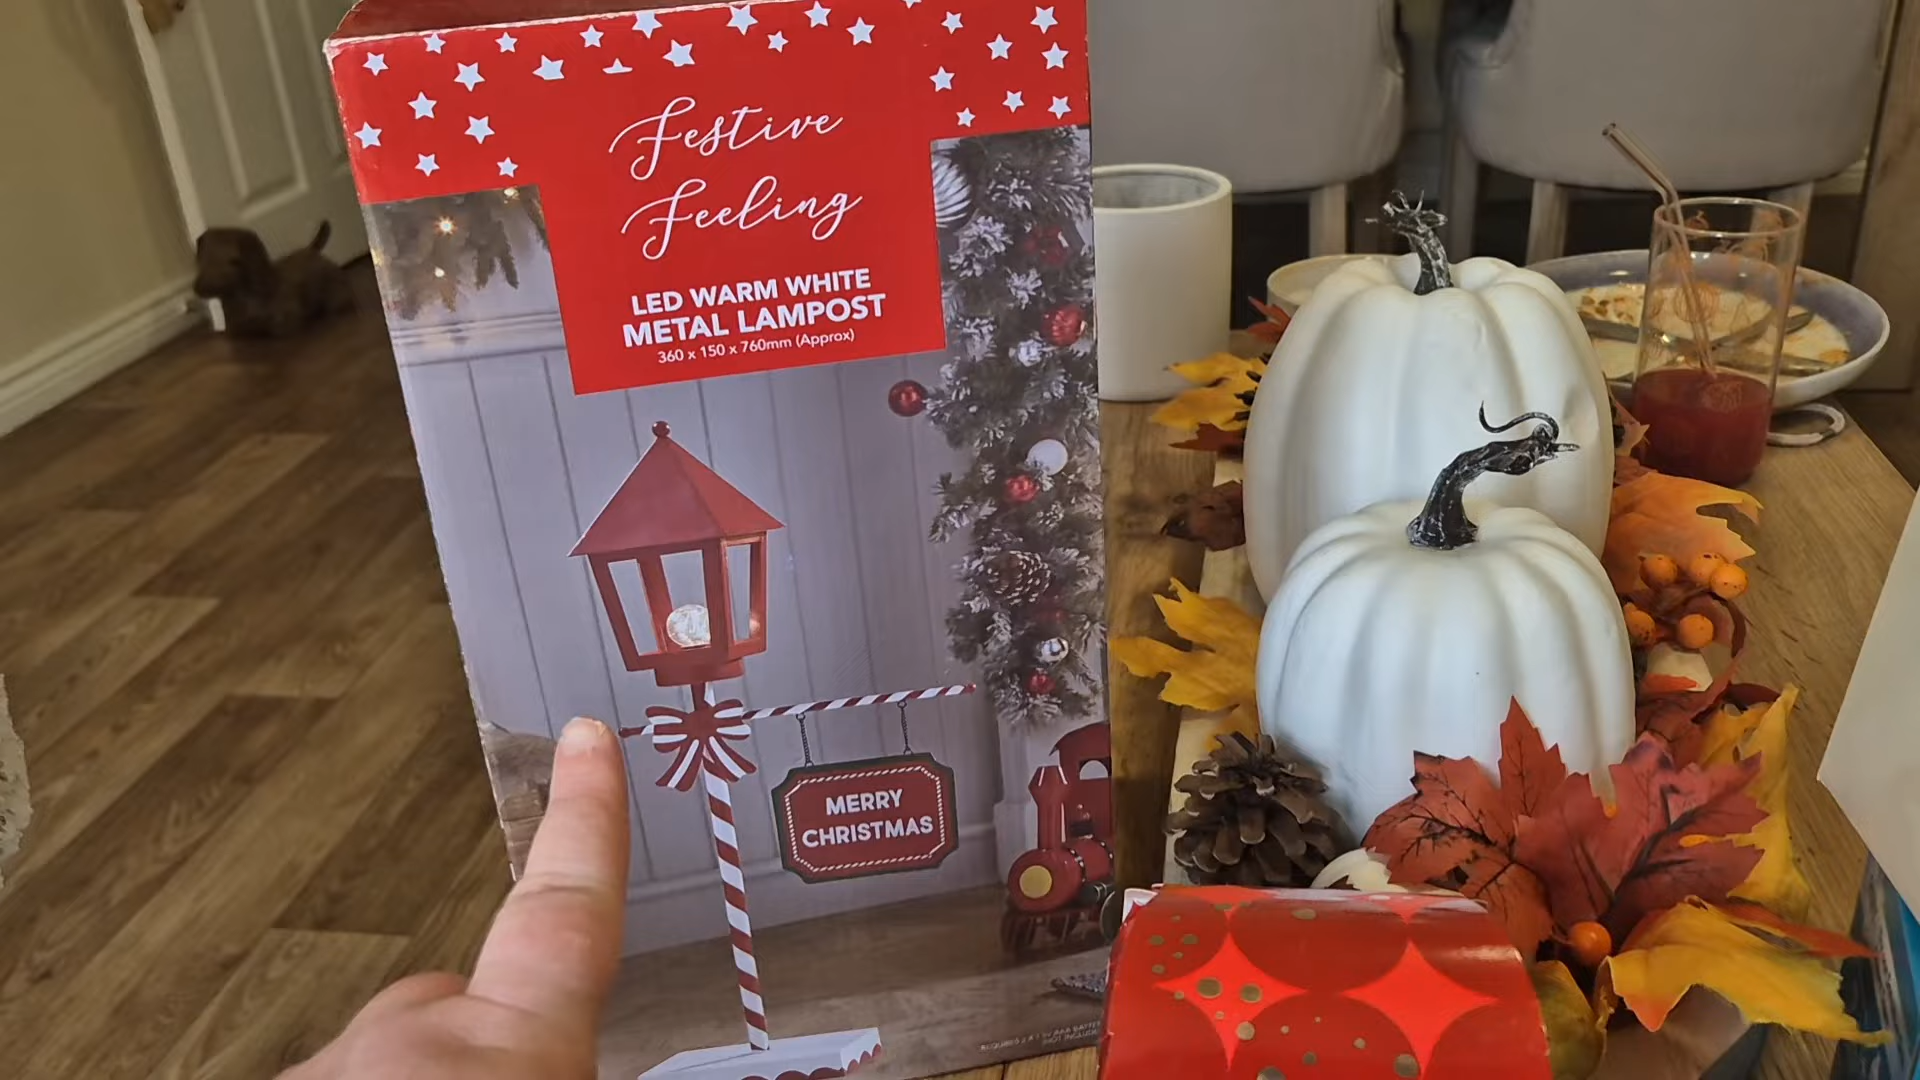 Festive
Feeling
LED WARM WHITE
METAL LAMPOST
360 x 150 x 760mm (Approx)
MERRY
CHRISTMAS